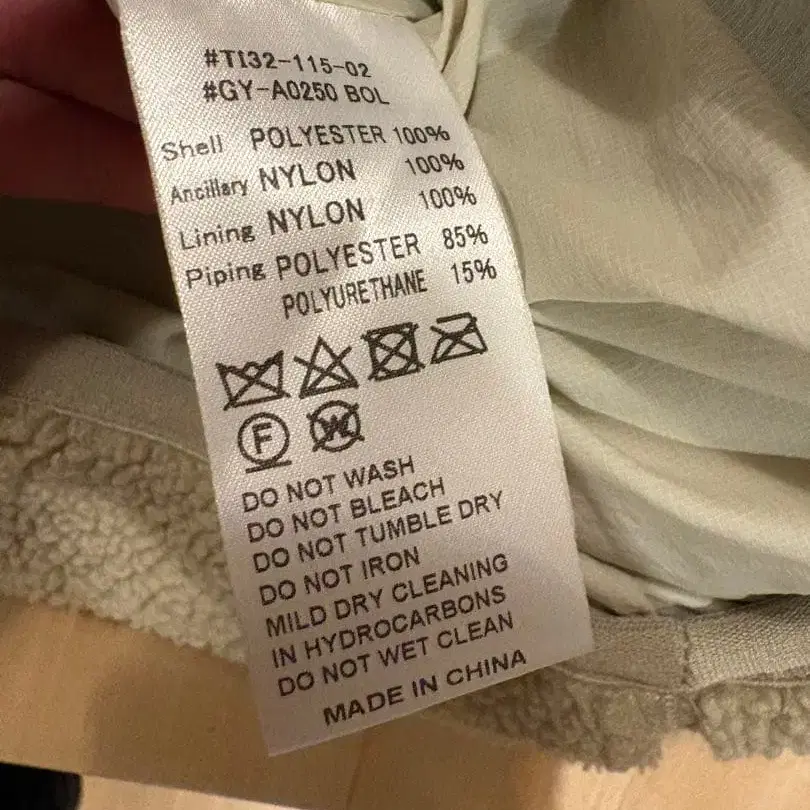 #TI32-115-02
#GY-A0250 BOL
Shell POLYESTER 100%
Ancillary NYLON 100%
Lining NYLON 100%
Piping POLYESTER 85%
POLYURETHANE 15%
F W
DO NOT WASH
DO NOT BLEACH
DO NOT TUMBLE DRY
DO NOT IRON
MILD DRY CLEANING
IN HYDROCARBONS
DO NOT WET CLEAN
MADE IN CHINA